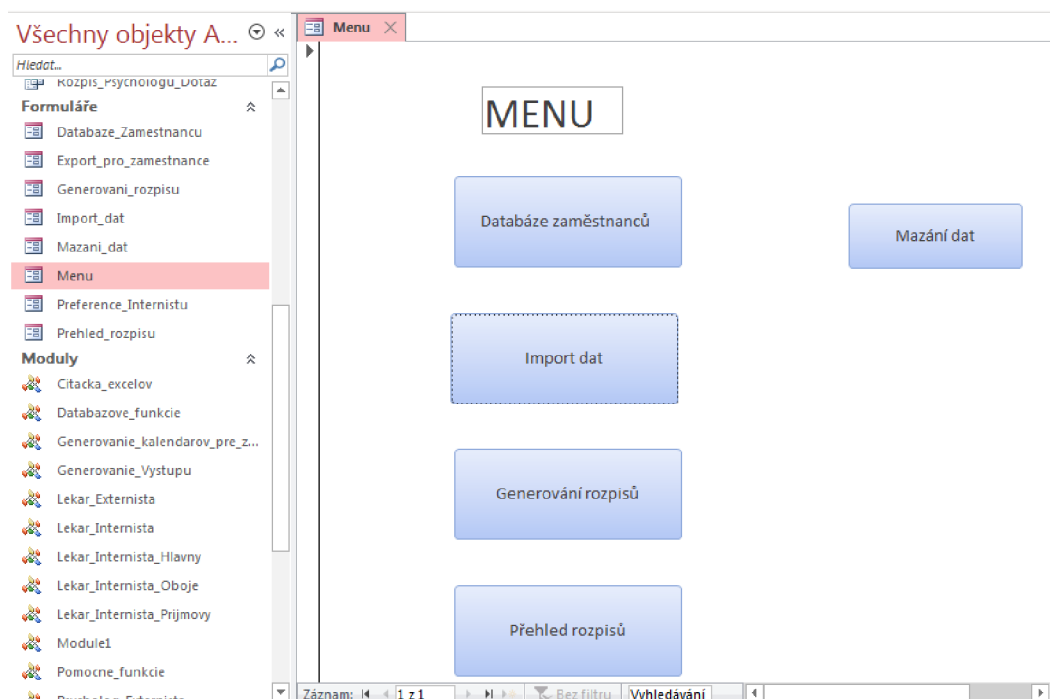 Všechny objekty A...
Hledat...
Rozpis_Psychologu_Dotaz
Formuláře
Databaze_Zamestnancu
Export_pro_zamestnance
Generovani_rozpisu
Import_dat
Mazani_dat
Menu
Preference_Internistu
Prehled_rozpisu
Moduly
Citacka_excelov
Databazove_funkcie
Generovanie_kalendarov_pre_z...
Generovanie_Vystupu
Lekar_Externista
Lekar_Internista
Lekar_Internista_Hlavny
Lekar_Internista_Oboje
Lekar_Internista_Prijmovy
Module1
Pomocne_funkcie
Psycholog_Externista
Menu
MENU
Databáze zaměstnanců
Mazání dat
Import dat
Generování rozpisů
Přehled rozpisů
Záznam: 1 z 1 Bez filtru Vyhledávání